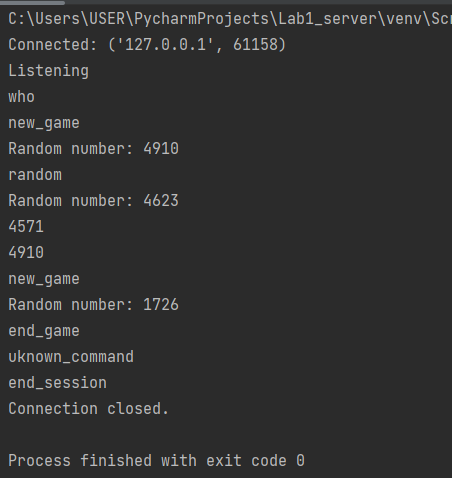 C:\Users\USER\PycharmProjects\Lab1_server\venv\Scr
Connected: ('127.0.0.1', 61158)
Listening
who
new_game
Random number: 4910
random
Random number: 4623
4571
4910
new_game
Random number: 1726
end_game
uknown_command
end_session
Connection closed.
Process finished with exit code 0